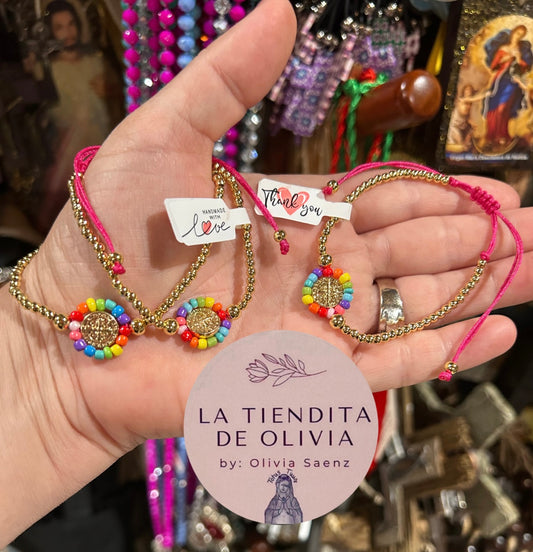 HANDMADE
WITH
love
Thank you
LA TIENDITA
DE OLIVIA
by: Olivia Saenz